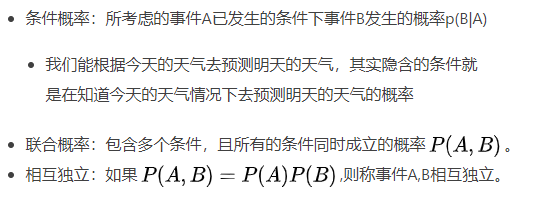 条件概率：所考虑的事件A已发生的条件下事件B发生的概率p(B|A)
我们能根据今天的天气去预测明天的天气，其实隐含的条件就
是在知道今天的天气情况下去预测明天的天气的概率
联合概率：包含多个条件，且所有的条件同时成立的概率 P(A, B) 。
相互独立：如果 P(A, B) = P(A)P(B) ,则称事件A,B相互独立。